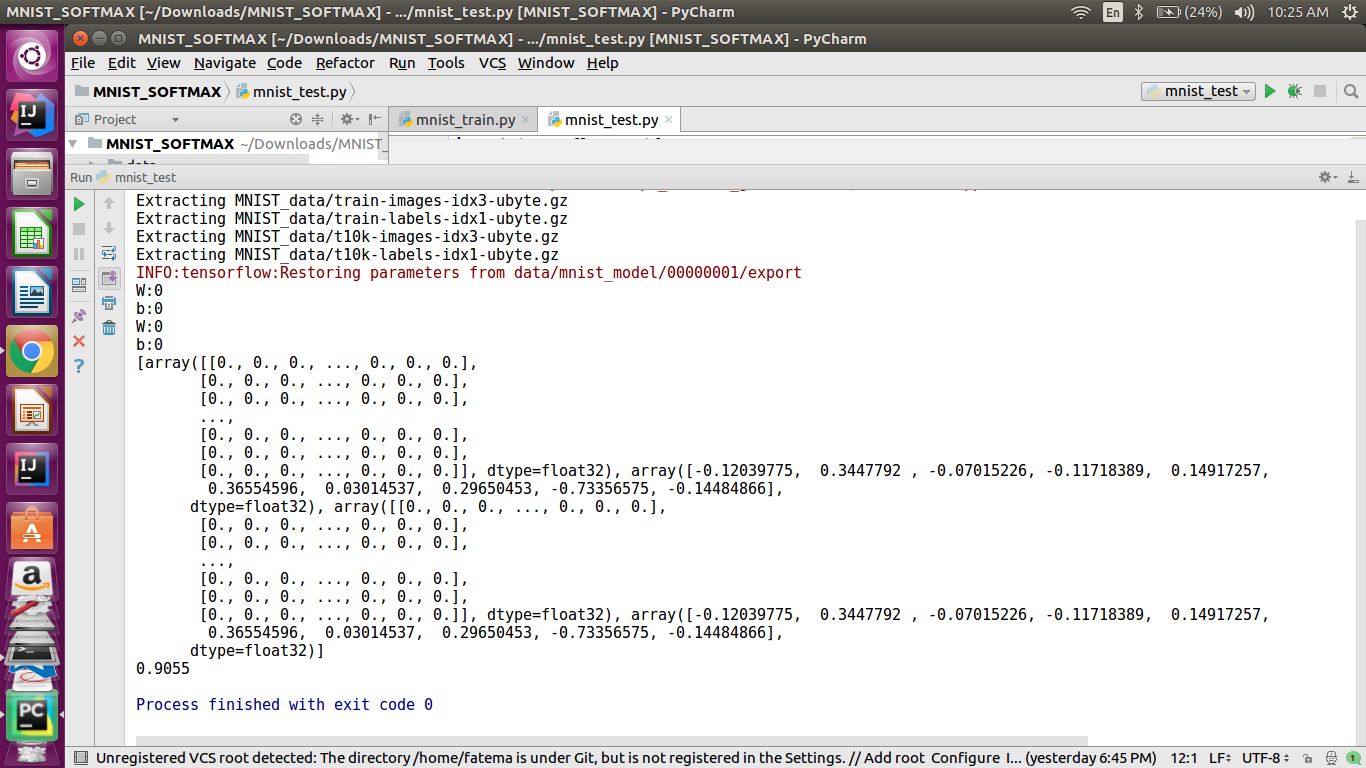 MNIST_SOFTMAX [~/Downloads/MNIST_SOFTMAX] - .../mnist_test.py [MNIST_SOFTMAX] - PyCharm En (24%) 10:25 AM
MNIST_SOFTMAX [~/Downloads/MNIST_SOFTMAX] - .../mnist_test.py [MNIST_SOFTMAX] - PyCharm
File Edit View Navigate Code Refactor Run Tools VCS Window Help
MNIST_SOFTMAX mnist_test.py mnist_test
Project mnist_train.py mnist_test.py
MNIST_SOFTMAX ~/Downloads/MNIST_
data
Run mnist_test
Extracting MNIST_data/train-images-idx3-ubyte.gz
Extracting MNIST_data/train-labels-idx1-ubyte.gz
Extracting MNIST_data/t10k-images-idx3-ubyte.gz
Extracting MNIST_data/t10k-labels-idx1-ubyte.gz
INFO:tensorflow:Restoring parameters from data/mnist_model/00000001/export
W:0
b:0
W:0
b:0
[array([[0., 0., 0., ..., 0., 0., 0.],
[0., 0., 0., ..., 0., 0., 0.],
[0., 0., 0., ..., 0., 0., 0.],
...,
[0., 0., 0., ..., 0., 0., 0.],
[0., 0., 0., ..., 0., 0., 0.],
[0., 0., 0., ..., 0., 0., 0.]], dtype=float32), array([-0.12039775, 0.3447792 , -0.07015226, -0.11718389, 0.14917257,
0.36554596, 0.03014537, 0.29650453, -0.73356575, -0.14484866],
dtype=float32), array([[0., 0., 0., ..., 0., 0., 0.],
[0., 0., 0., ..., 0., 0., 0.],
[0., 0., 0., ..., 0., 0., 0.],
...,
[0., 0., 0., ..., 0., 0., 0.],
[0., 0., 0., ..., 0., 0., 0.],
[0., 0., 0., ..., 0., 0., 0.]], dtype=float32), array([-0.12039775, 0.3447792 , -0.07015226, -0.11718389, 0.14917257,
0.36554596, 0.03014537, 0.29650453, -0.73356575, -0.14484866],
dtype=float32)]
0.9055
Process finished with exit code 0
Unregistered VCS root detected: The directory /home/fatema is under Git, but is not registered in the Settings. // Add root Configure I... (yesterday 6:45 PM) 12:1 LF UTF-8 1
IJ
IJ
A
a
PC